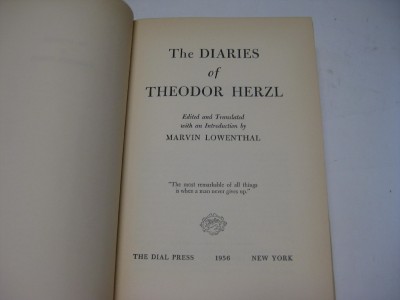 The DIARIES
of
THEODOR HERZL
Edited and Translated
with an Introduction by
MARVIN LOWENTHAL
"The most remarkable of all things
is when a man never gives up."
THE DIAL PRESS 1956 NEW YORK